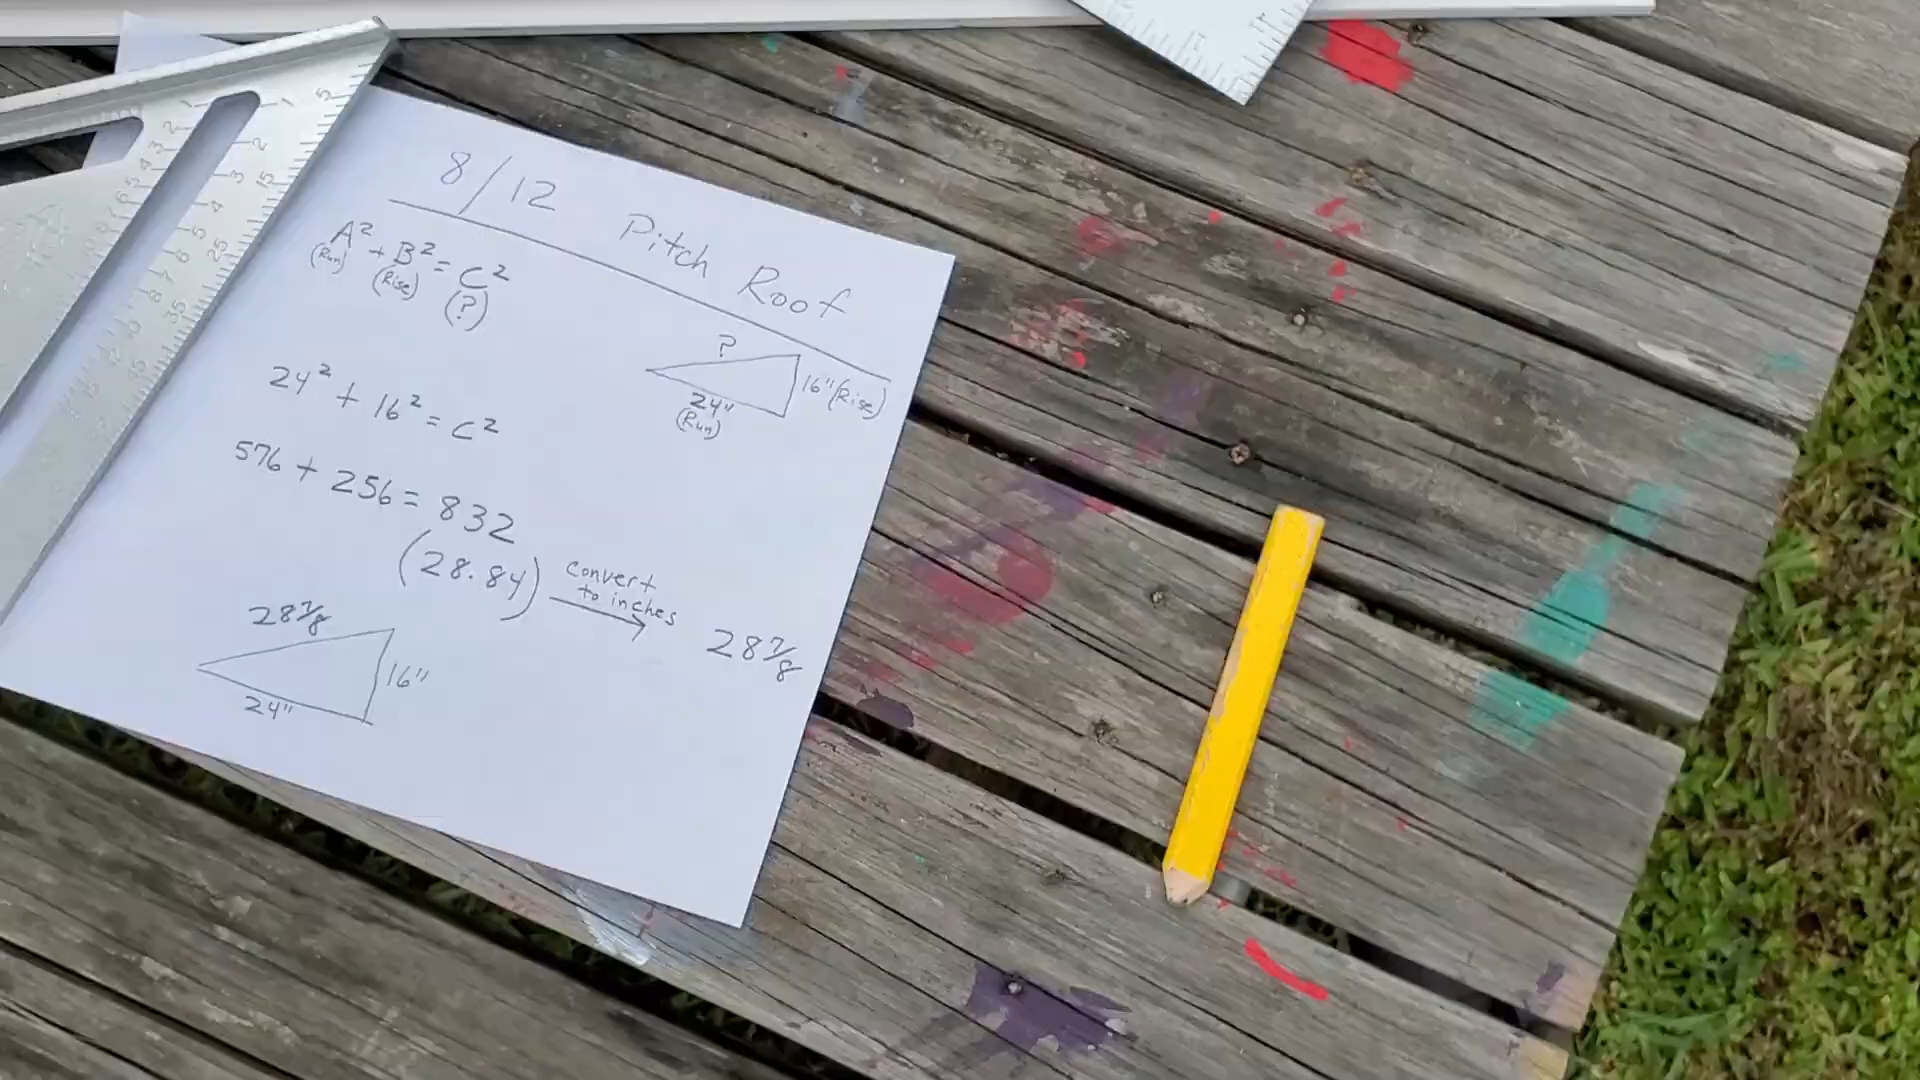 8/12 Pitch Roof
A² + B² = C²
(Run) (Rise) (?)
?
16" (Rise)
24"
(Run)
24² + 16² = C²
576 + 256 = 832
(28.84) convert to inches → 28 7/8
28 7/8
16"
24"